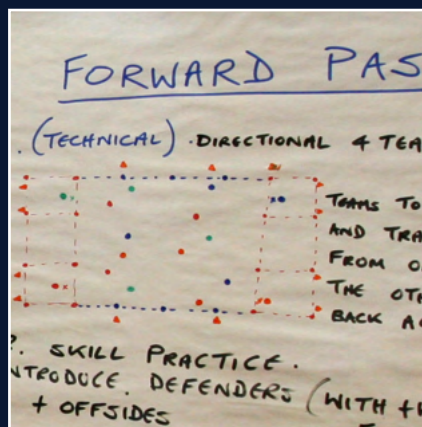 FORWARD PAS
. (TECHNICAL) . DIRECTIONAL 4 TEA
TEAMS TO
AND TRA
FROM O
THE OTH
BACK A
. SKILL PRACTICE.
NTRODUCE. DEFENDERS (WITH
+ OFFSIDES